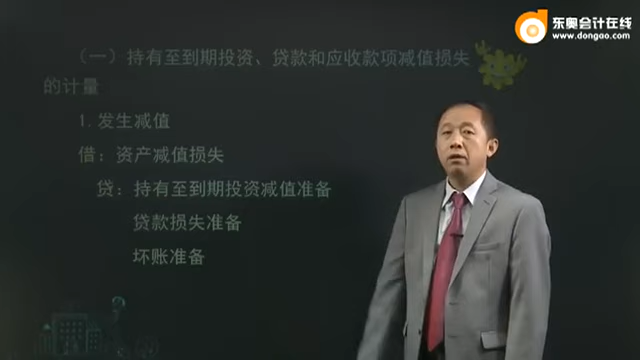 东奥会计在线
www.dongao.com
（一）持有至到期投资、贷款和应收款项减值损失
的计量
1.发生减值
借：资产减值损失
贷：持有至到期投资减值准备
贷款损失准备
坏账准备